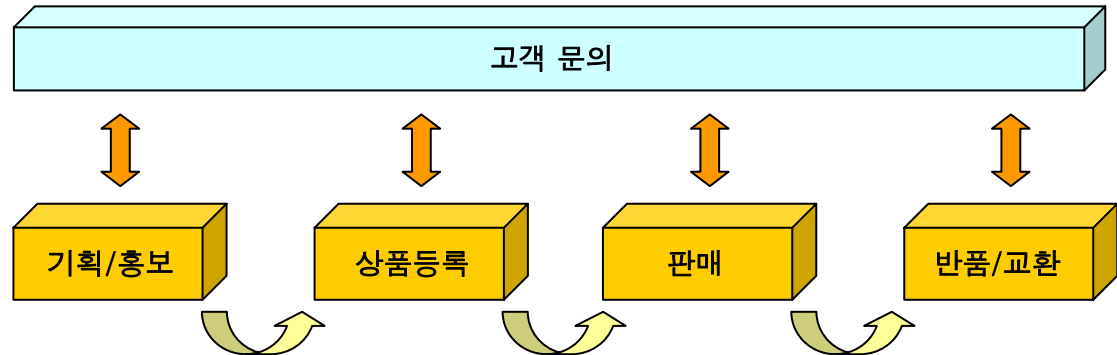 고객 문의
기획/홍보
상품등록
판매
반품/교환